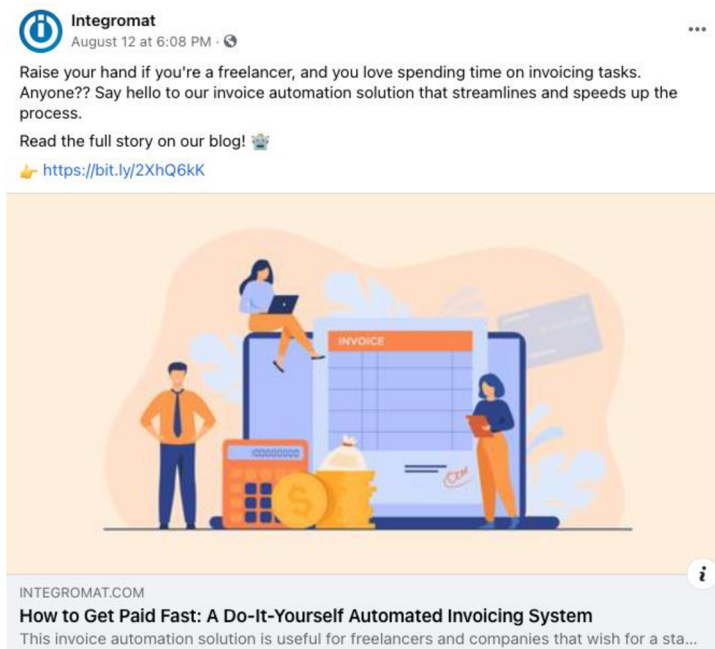 Integromat
August 12 at 6:08 PM ·
Raise your hand if you're a freelancer, and you love spending time on invoicing tasks.
Anyone?? Say hello to our invoice automation solution that streamlines and speeds up the
process.
Read the full story on our blog! 🤖
👉 https://bit.ly/2XhQ6kK
INVOICE
00000000
$
INTEGROMAT.COM
How to Get Paid Fast: A Do-It-Yourself Automated Invoicing System
This invoice automation solution is useful for freelancers and companies that wish for a sta...